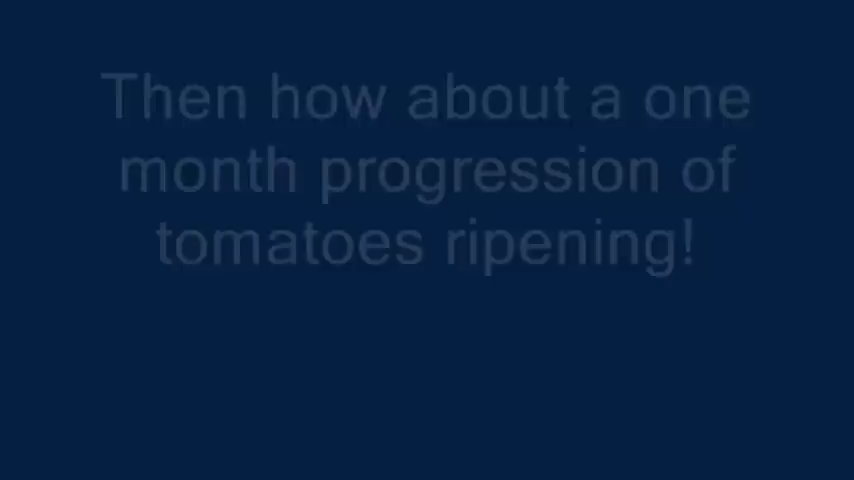 Then how about a one
month progression of
tomatoes ripening!